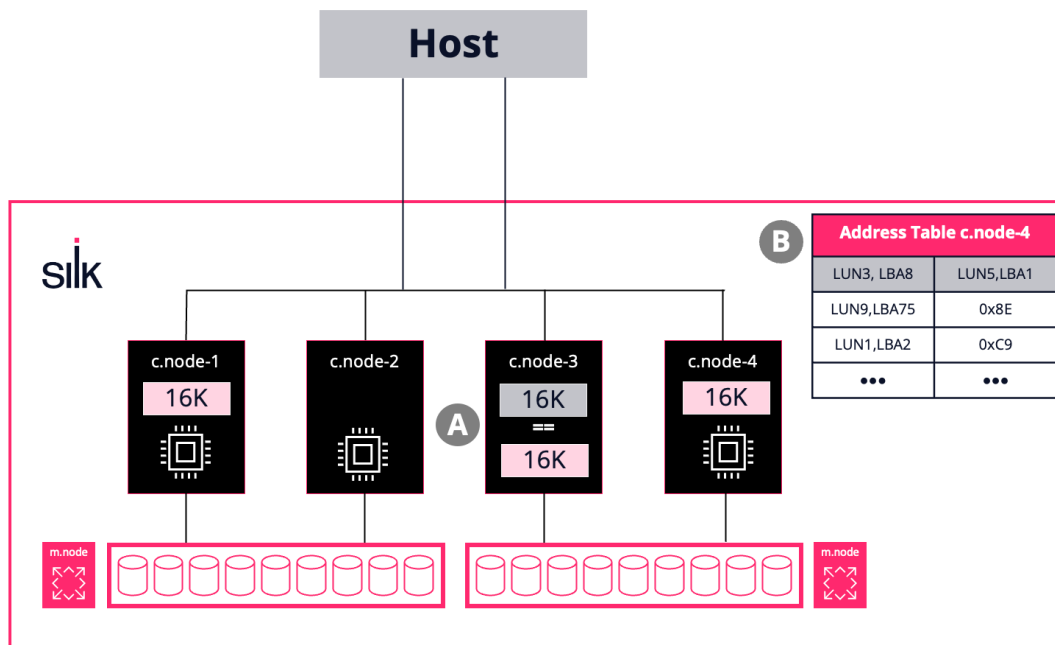 Host
silk
B
Address Table c.node-4
LUN3, LBA8 LUN5,LBA1
LUN9,LBA75 0x8E
LUN1,LBA2 0xC9
••• •••
c.node-1 c.node-2 c.node-3 c.node-4
16K 16K 16K
A
==
16K
m.node m.node